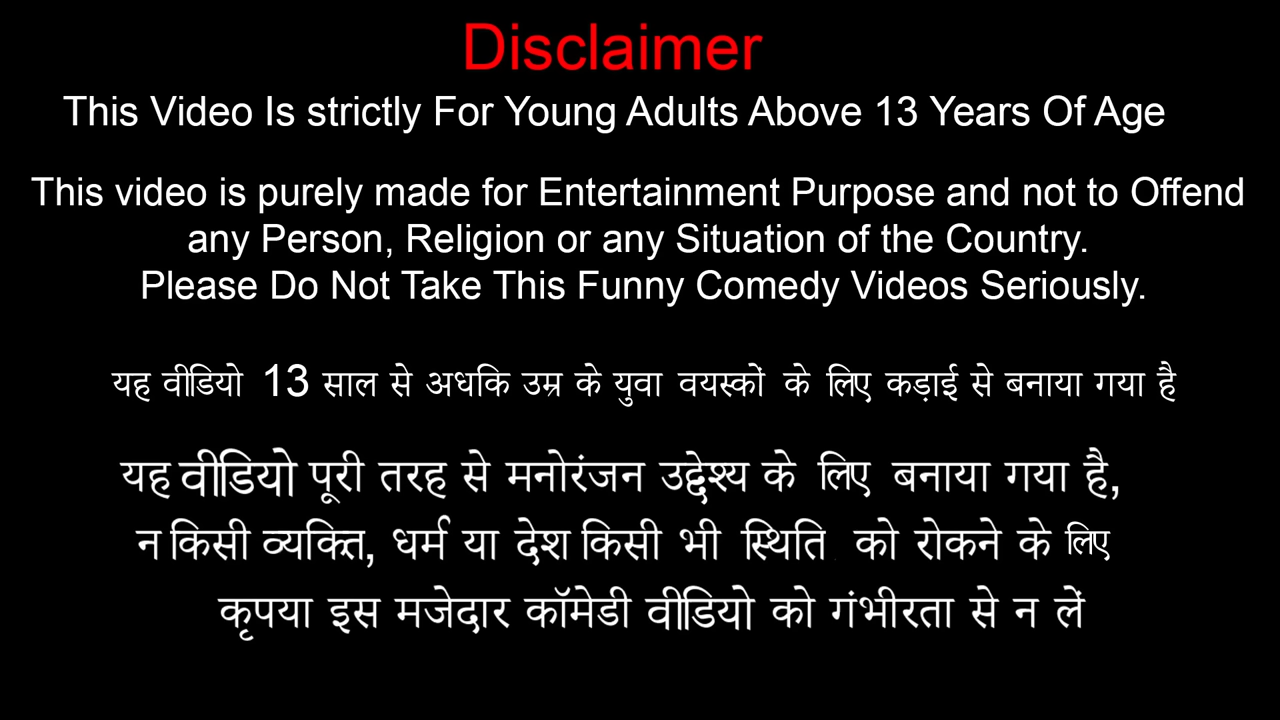 Disclaimer
This Video Is strictly For Young Adults Above 13 Years Of Age
This video is purely made for Entertainment Purpose and not to Offend
any Person, Religion or any Situation of the Country.
Please Do Not Take This Funny Comedy Videos Seriously.
यह वीडियो 13 साल से अधकि उम्र के युवा वयस्कों के लिए कड़ाई से बनाया गया है
यह वीडियो पूरी तरह से मनोरंजन उद्देश्य के लिए बनाया गया है,
न किसी व्यक्ति, धर्म या देश किसी भी स्थिति को रोकने के लिए
कृपया इस मजेदार कॉमेडी वीडियो को गंभीरता से न लें